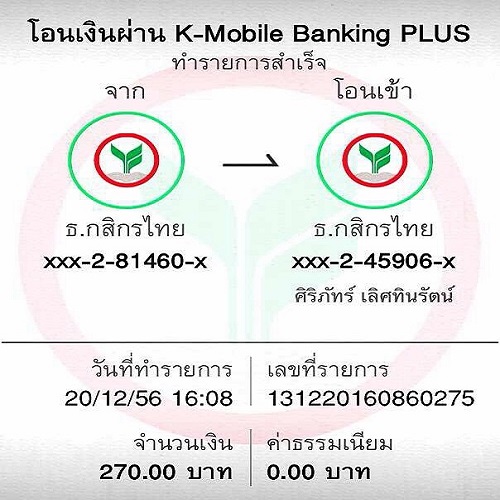 โอนเงินผ่าน K-Mobile Banking PLUS
ทำรายการสำเร็จ
จาก
โอนเข้า
ธ.กสิกรไทย
ธ.กสิกรไทย
xxx-2-81460-x
xxx-2-45906-x
ศิริภัทร์ เลิศทินรัตน์
วันที่ทำรายการ
เลขที่รายการ
20/12/56 16:08
131220160860275
จำนวนเงิน
ค่าธรรมเนียม
270.00 บาท
0.00 บาท